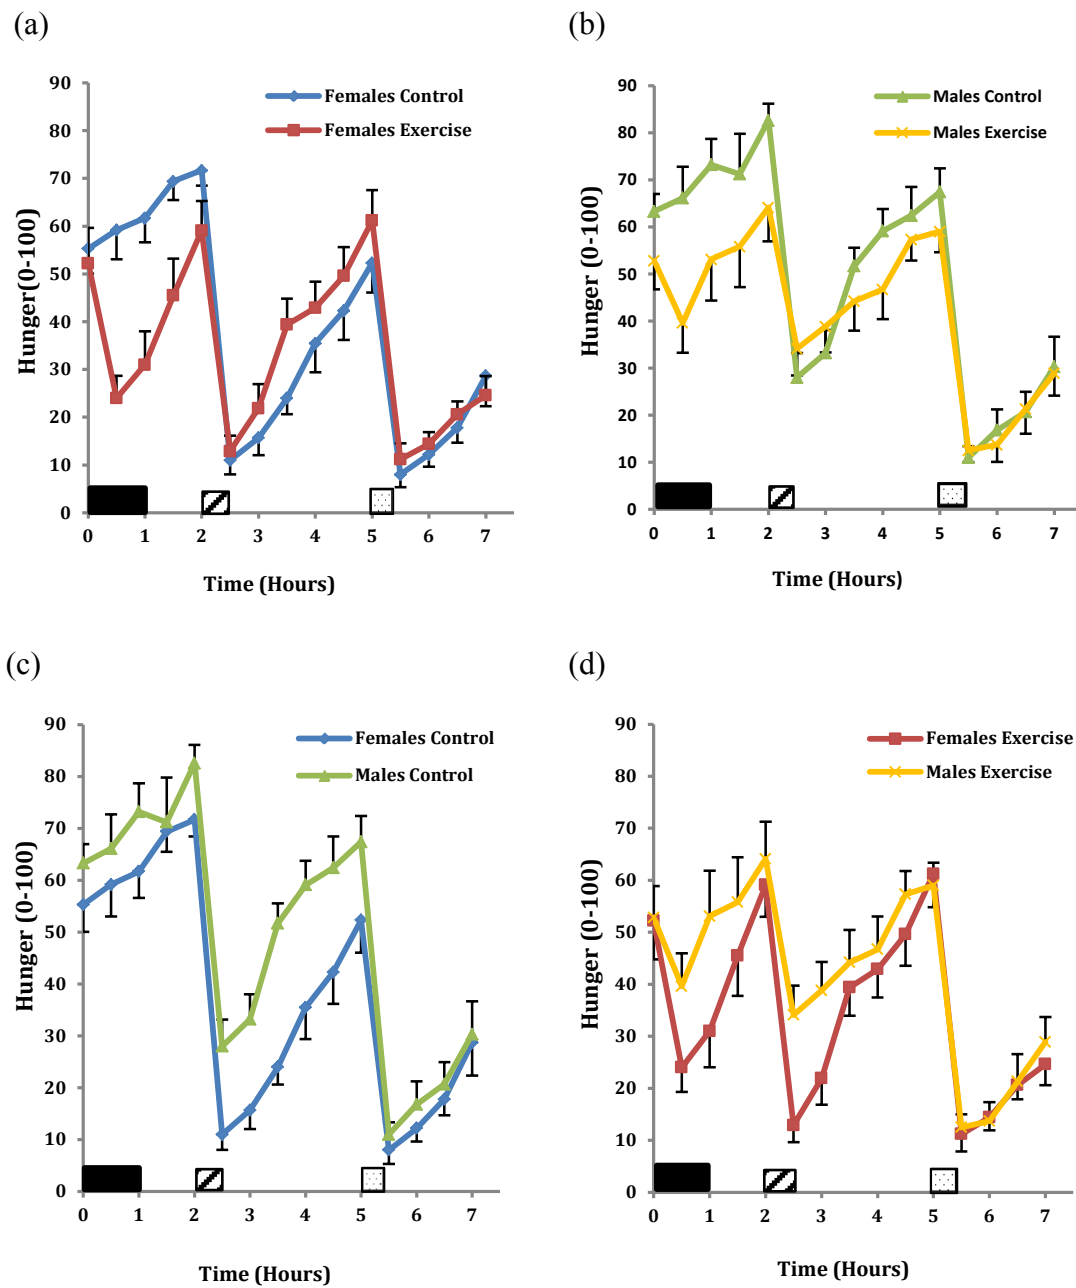 (a)
90
80
70
60
50
40
30
20
10
0
Hunger(0-100)
Females Control
Females Exercise
0 1 2 3 4 5 6 7
Time (Hours)
(b)
90
80
70
60
50
40
30
20
10
0
Hunger (0-100)
Males Control
Males Exercise
0 1 2 3 4 5 6 7
Time (Hours)
(c)
90
80
70
60
50
40
30
20
10
0
Hunger (0-100)
Females Control
Males Control
0 1 2 3 4 5 6 7
Time (Hours)
(d)
90
80
70
60
50
40
30
20
10
0
Hunger (0-100)
Females Exercise
Males Exercise
0 1 2 3 4 5 6 7
Time (Hours)